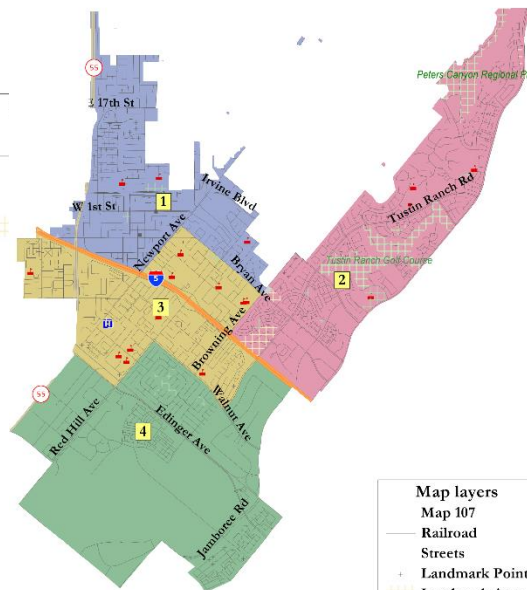 Peters Canyon Regional P
55
E 17th St
Irvine Blvd
Tustin Ranch Rd
1
W 1st St
Newport Ave
Bryan Ave
Tustin Ranch Golf Course
5
2
3
H
Browning Ave
55
Walnut Ave
Red Hill Ave
Edinger Ave
4
Jamboree Rd
Map layers
Map 107
Railroad
Streets
Landmark Point